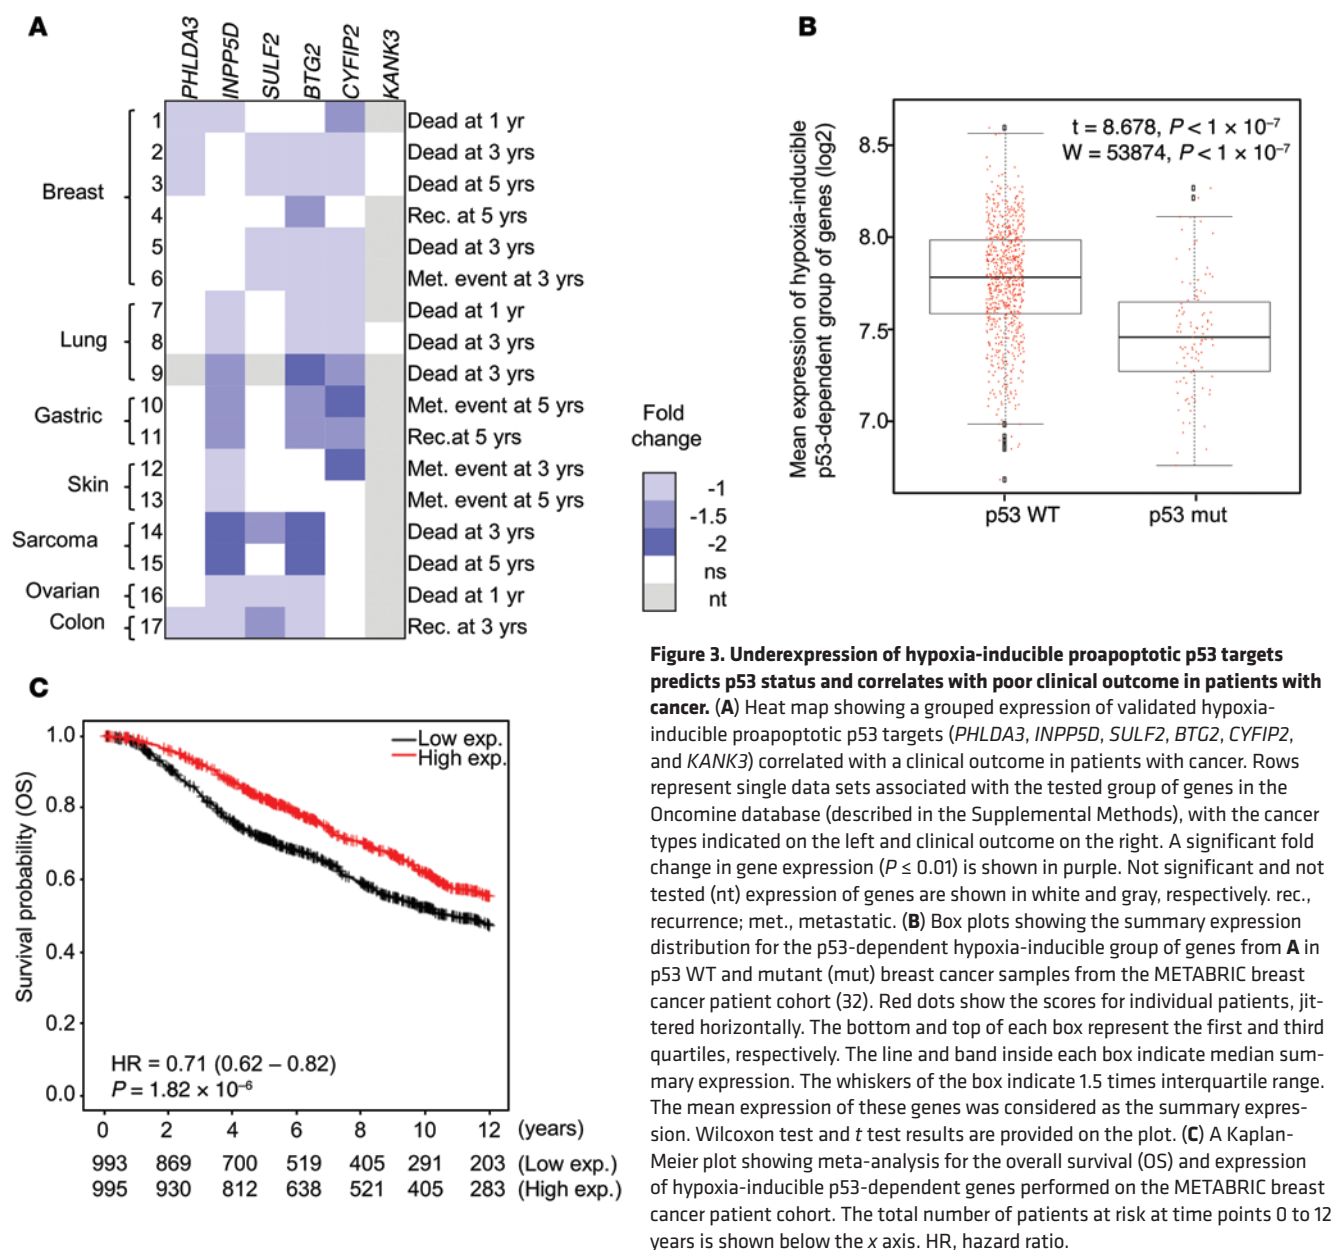 A
PHLDA3
INPP5D
SULF2
BTG2
CYFIP2
KANK3
Breast
1 Dead at 1 yr
2 Dead at 3 yrs
3 Dead at 5 yrs
4 Rec. at 5 yrs
5 Dead at 3 yrs
6 Met. event at 3 yrs
Lung
7 Dead at 1 yr
8 Dead at 3 yrs
9 Dead at 3 yrs
Gastric
10 Met. event at 5 yrs
11 Rec.at 5 yrs
Skin
12 Met. event at 3 yrs
13 Met. event at 5 yrs
Sarcoma
14 Dead at 3 yrs
15 Dead at 5 yrs
Ovarian
16 Dead at 1 yr
Colon
17 Rec. at 3 yrs
Fold
change
-1
-1.5
-2
ns
nt
B
Mean expression of hypoxia-inducible
p53-dependent group of genes (log2)
8.5
8.0
7.5
7.0
t = 8.678, P < 1 × 10⁻⁷
W = 53874, P < 1 × 10⁻⁷
p53 WT
p53 mut
C
Survival probability (OS)
1.0
0.8
0.6
0.4
0.2
0.0
Low exp.
High exp.
HR = 0.71 (0.62 – 0.82)
P = 1.82 × 10⁻⁶
0 2 4 6 8 10 12 (years)
993 869 700 519 405 291 203 (Low exp.)
995 930 812 638 521 405 283 (High exp.)
Figure 3. Underexpression of hypoxia-inducible proapoptotic p53 targets
predicts p53 status and correlates with poor clinical outcome in patients with
cancer. (A) Heat map showing a grouped expression of validated hypoxia-
inducible proapoptotic p53 targets (PHLDA3, INPP5D, SULF2, BTG2, CYFIP2,
and KANK3) correlated with a clinical outcome in patients with cancer. Rows
represent single data sets associated with the tested group of genes in the
Oncomine database (described in the Supplemental Methods), with the cancer
types indicated on the left and clinical outcome on the right. A significant fold
change in gene expression (P ≤ 0.01) is shown in purple. Not significant and not
tested (nt) expression of genes are shown in white and gray, respectively. rec.,
recurrence; met., metastatic. (B) Box plots showing the summary expression
distribution for the p53-dependent hypoxia-inducible group of genes from A in
p53 WT and mutant (mut) breast cancer samples from the METABRIC breast
cancer patient cohort (32). Red dots show the scores for individual patients, jit-
tered horizontally. The bottom and top of each box represent the first and third
quartiles, respectively. The line and band inside each box indicate median sum-
mary expression. The whiskers of the box indicate 1.5 times interquartile range.
The mean expression of these genes was considered as the summary expres-
sion. Wilcoxon test and t test results are provided on the plot. (C) A Kaplan-
Meier plot showing meta-analysis for the overall survival (OS) and expression
of hypoxia-inducible p53-dependent genes performed on the METABRIC breast
cancer patient cohort. The total number of patients at risk at time points 0 to 12
years is shown below the x axis. HR, hazard ratio.